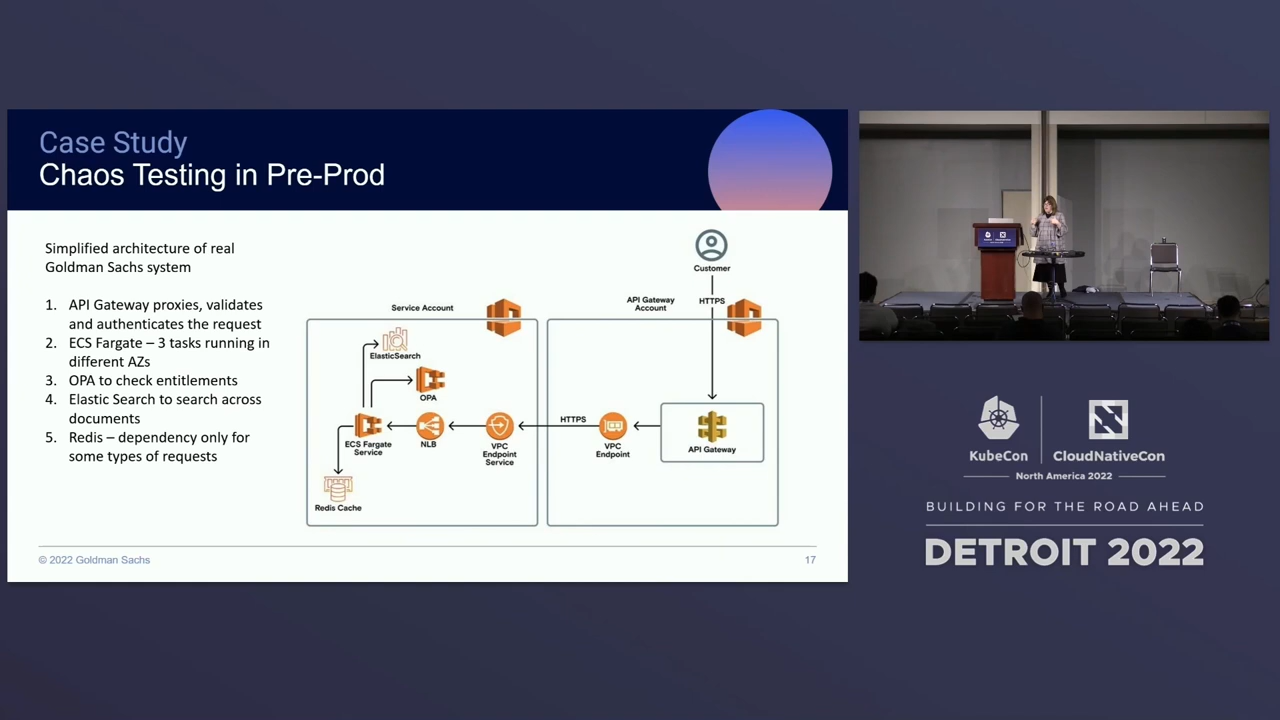 Case Study
Chaos Testing in Pre-Prod
Simplified architecture of real
Goldman Sachs system
1. API Gateway proxies, validates
and authenticates the request
2. ECS Fargate – 3 tasks running in
different AZs
3. OPA to check entitlements
4. Elastic Search to search across
documents
5. Redis – dependency only for
some types of requests
Customer
HTTPS
API Gateway
Account
Service Account
ElasticSearch
OPA
ECS Fargate
Service
NLB
VPC
Endpoint
Service
HTTPS
VPC
Endpoint
API Gateway
Redis Cache
© 2022 Goldman Sachs
17
KubeCon
CloudNativeCon
North America 2022
BUILDING FOR THE ROAD AHEAD
DETROIT 2022